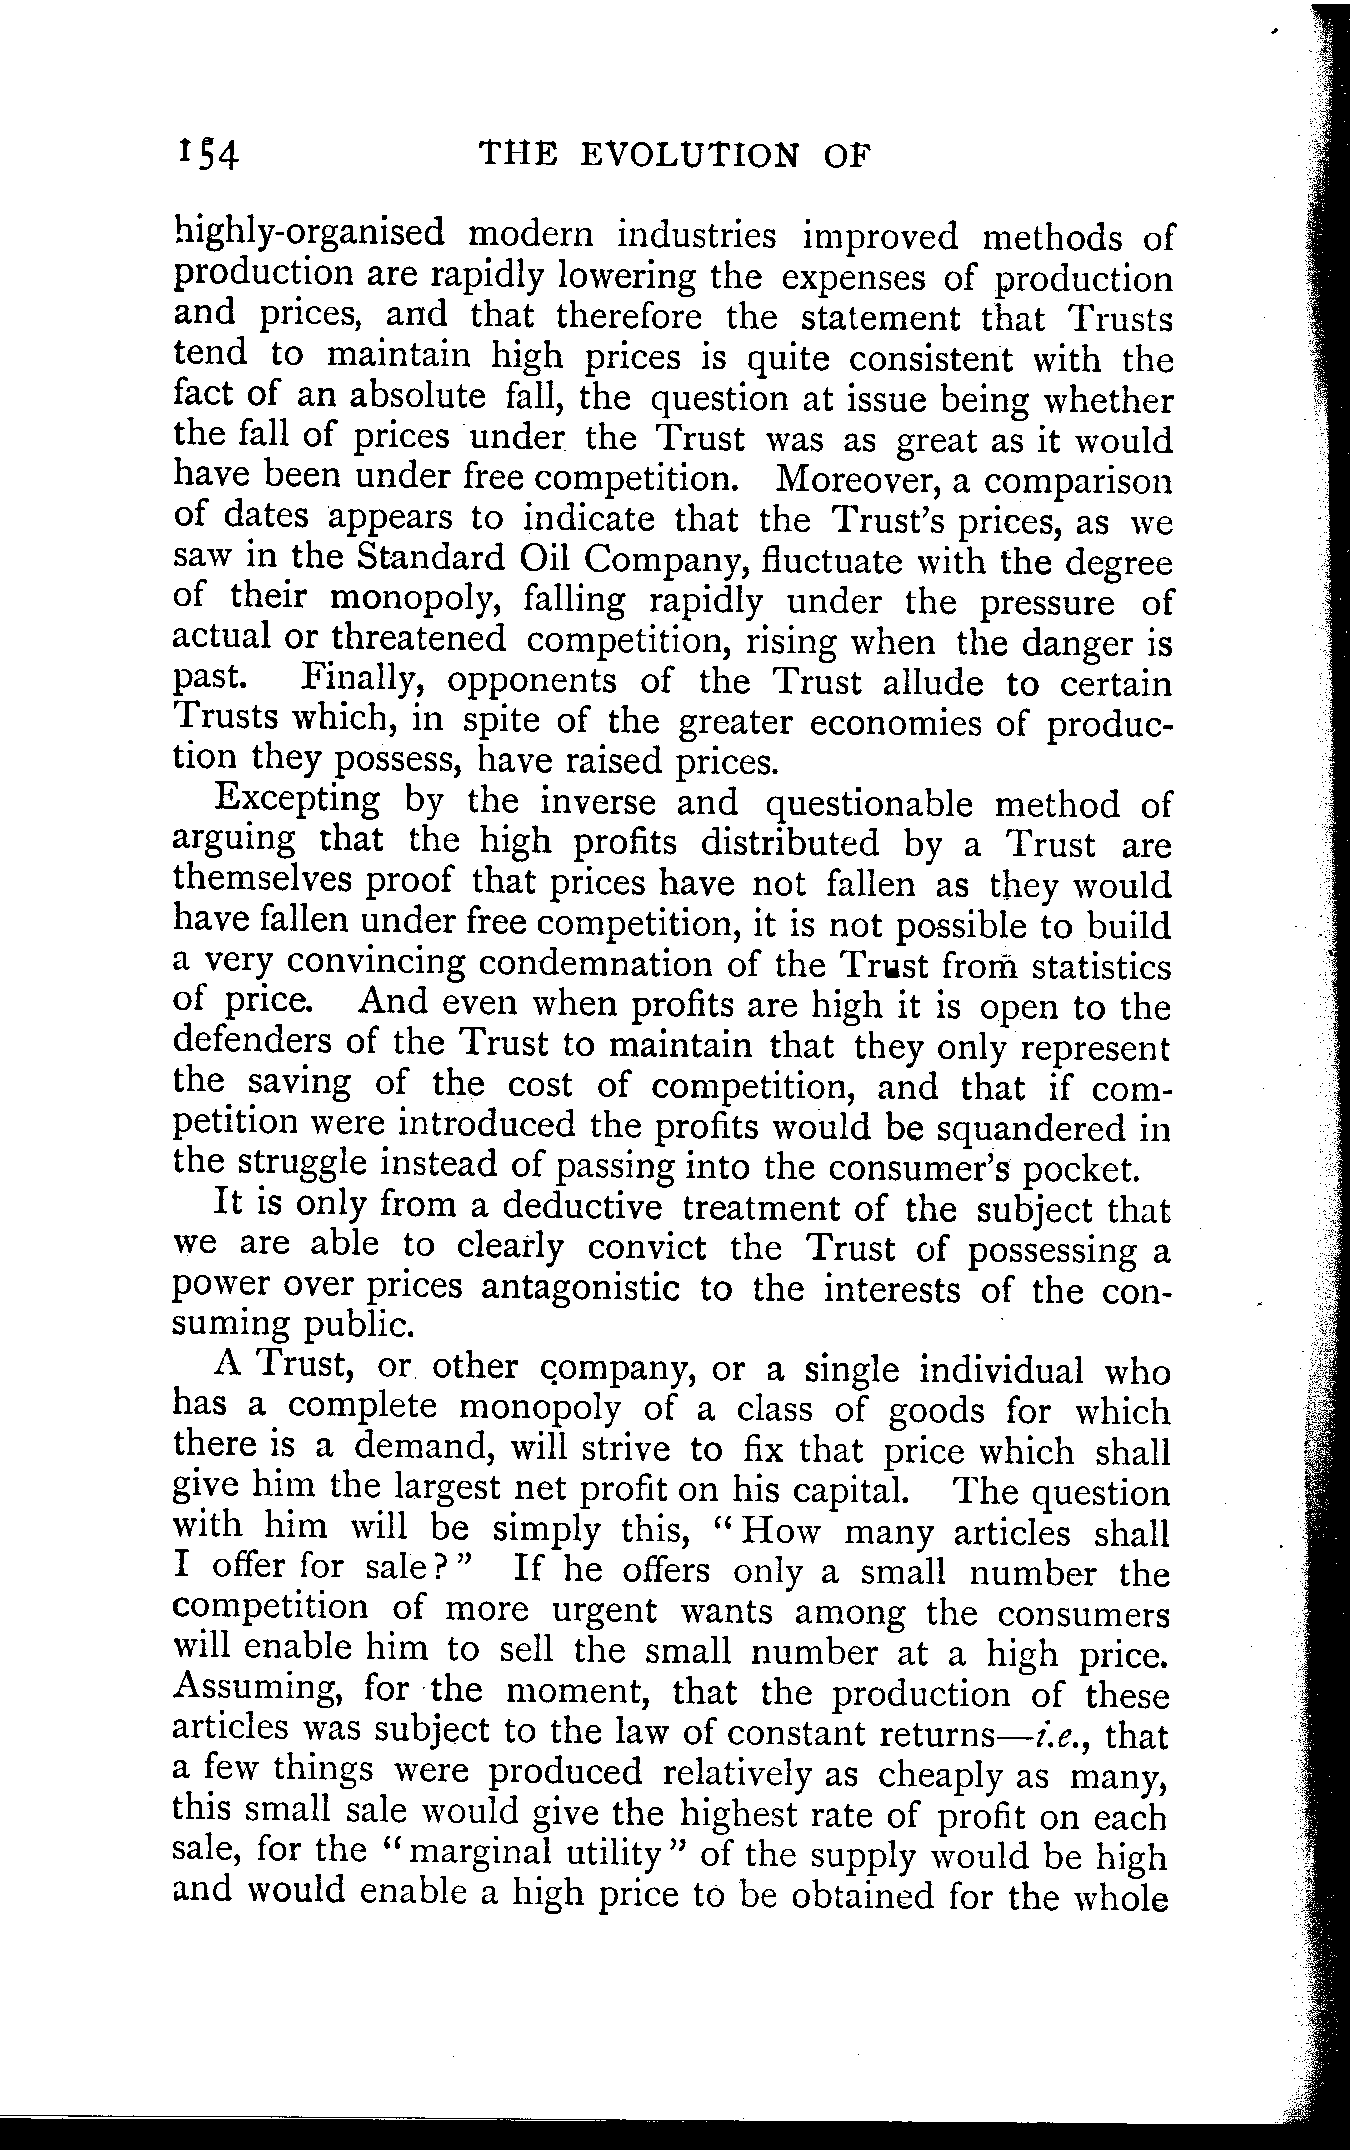 154 THE EVOLUTION OF
highly-organised modern industries improved methods of
production are rapidly lowering the expenses of production
and prices, and that therefore the statement that Trusts
tend to maintain high prices is quite consistent with the
fact of an absolute fall, the question at issue being whether
the fall of prices under the Trust was as great as it would
have been under free competition. Moreover, a comparison
of dates appears to indicate that the Trust's prices, as we
saw in the Standard Oil Company, fluctuate with the degree
of their monopoly, falling rapidly under the pressure of
actual or threatened competition, rising when the danger is
past. Finally, opponents of the Trust allude to certain
Trusts which, in spite of the greater economies of produc-
tion they possess, have raised prices.
Excepting by the inverse and questionable method of
arguing that the high profits distributed by a Trust are
themselves proof that prices have not fallen as they would
have fallen under free competition, it is not possible to build
a very convincing condemnation of the Trust from statistics
of price. And even when profits are high it is open to the
defenders of the Trust to maintain that they only represent
the saving of the cost of competition, and that if com-
petition were introduced the profits would be squandered in
the struggle instead of passing into the consumer's pocket.
It is only from a deductive treatment of the subject that
we are able to clearly convict the Trust of possessing a
power over prices antagonistic to the interests of the con-
suming public.
A Trust, or other company, or a single individual who
has a complete monopoly of a class of goods for which
there is a demand, will strive to fix that price which shall
give him the largest net profit on his capital. The question
with him will be simply this, "How many articles shall
I offer for sale?" If he offers only a small number the
competition of more urgent wants among the consumers
will enable him to sell the small number at a high price.
Assuming, for the moment, that the production of these
articles was subject to the law of constant returns—i.e., that
a few things were produced relatively as cheaply as many,
this small sale would give the highest rate of profit on each
sale, for the "marginal utility" of the supply would be high
and would enable a high price to be obtained for the whole